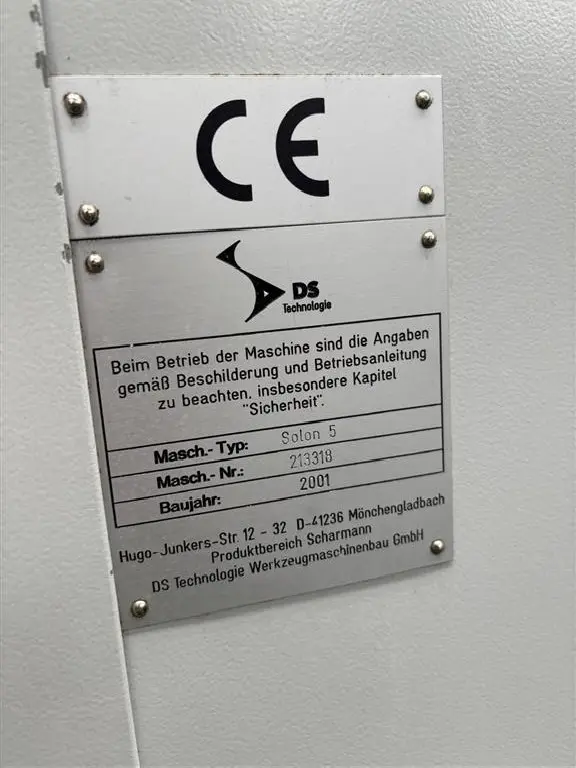 CE
DS
Technologie
Beim Betrieb der Maschine sind die Angaben
gemäß Beschilderung und Betriebsanleitung
zu beachten, insbesondere Kapitel
"Sicherheit".
Masch.-Typ: Solon 5
Masch.-Nr.: 213318
Baujahr: 2001
Hugo-Junkers-Str. 12 - 32 D-41236 Mönchengladbach
Produktbereich Scharmann
DS Technologie Werkzeugmaschinenbau GmbH